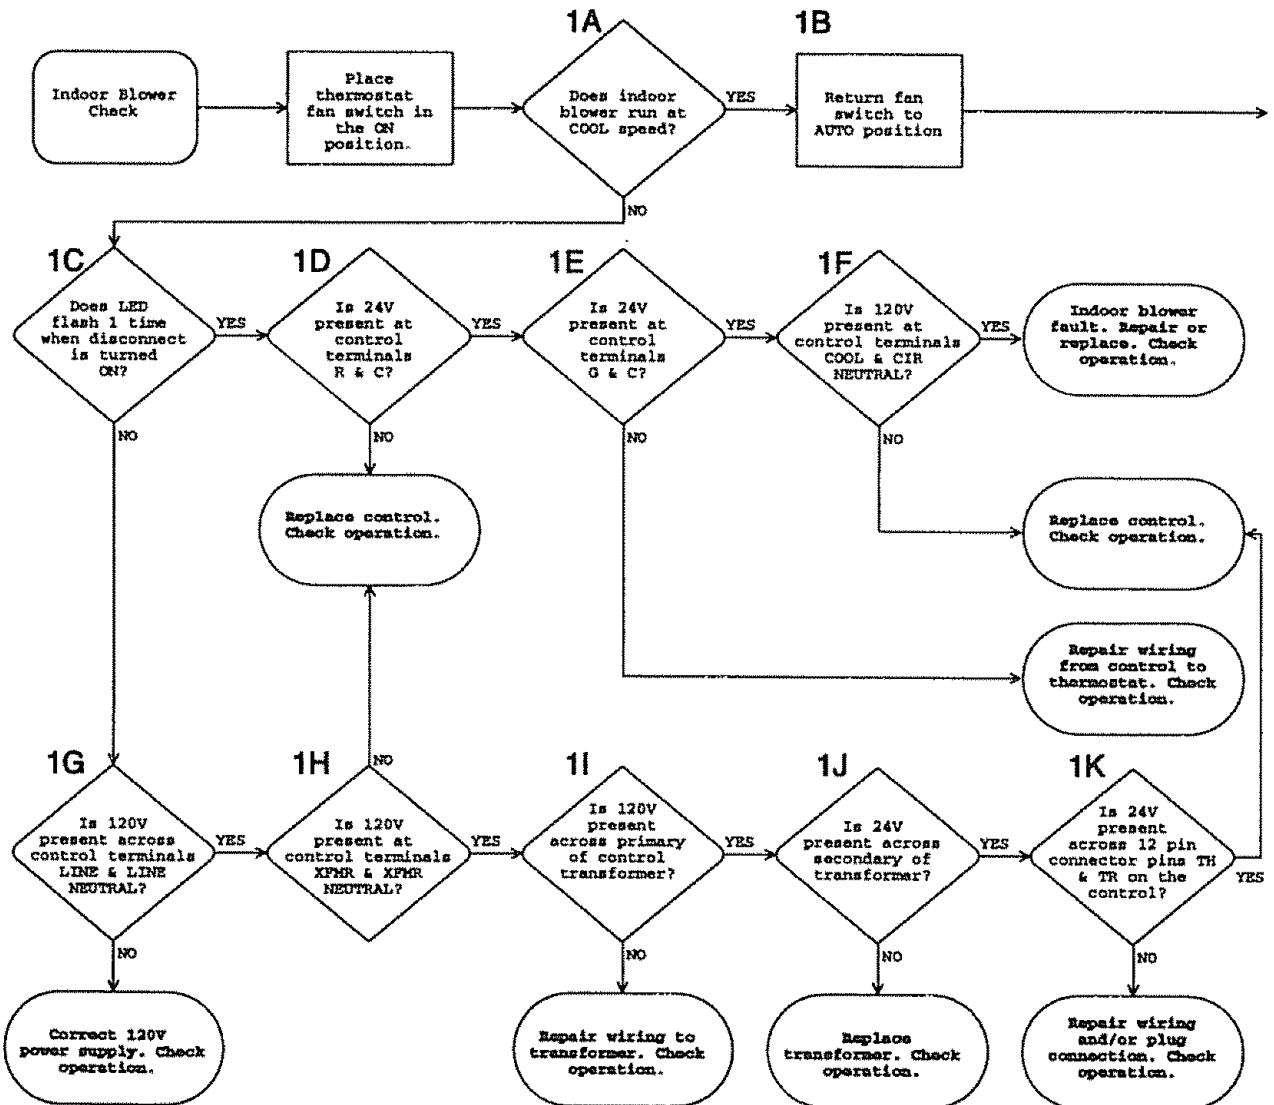 1A
1B
Indoor Blower
Check
Place
thermostat
fan switch in
the ON
position.
Does indoor
blower run at
COOL speed?
YES
Return fan
switch to
AUTO position
NO
1C
1D
1E
1F
Does LED
flash 1 time
when disconnect
is turned
ON?
YES
Is 24V
present at
control
terminals
R & C?
YES
Is 24V
present at
control
terminals
G & C?
YES
Is 120V
present at
control terminals
COOL & CIR
NEUTRAL?
YES
Indoor blower
fault. Repair or
replace. Check
operation.
NO
NO
NO
NO
Replace control.
Check operation.
Replace control.
Check operation.
Repair wiring
from control to
thermostat. Check
operation.
1G
1H
NO
1I
1J
1K
Is 120V
present across
control terminals
LINE & LINE
NEUTRAL?
YES
Is 120V
present at
control terminals
XFMR & XFMR
NEUTRAL?
YES
Is 120V
present
across primary
of control
transformer?
YES
Is 24V
present across
secondary of
transformer?
YES
Is 24V
present
across 12 pin
connector pins TH
& TR on the
control?
YES
NO
NO
NO
NO
Correct 120V
power supply. Check
operation.
Repair wiring to
transformer. Check
operation.
Replace
transformer. Check
operation.
Repair wiring
and/or plug
connection. Check
operation.